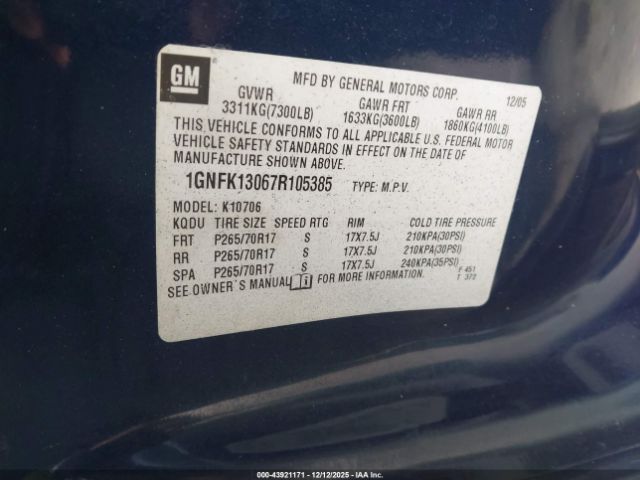 GM
MFD BY GENERAL MOTORS CORP. 12/05
GVWR GAWR FRT GAWR RR
3311KG(7300LB) 1633KG(3600LB) 1860KG(4100LB)
THIS VEHICLE CONFORMS TO ALL APPLICABLE U.S. FEDERAL MOTOR
VEHICLE SAFETY STANDARDS IN EFFECT ON THE DATE OF
MANUFACTURE SHOWN ABOVE.
1GNFK13067R105385 TYPE: M.P.V.
MODEL: K10706
KQDU TIRE SIZE SPEED RTG RIM COLD TIRE PRESSURE
FRT P265/70R17 S 17X7.5J 210KPA(30PSI)
RR P265/70R17 S 17X7.5J 210KPA(30PSI)
SPA P265/70R17 S 17X7.5J 240KPA(35PSI)
SEE OWNER'S MANUAL FOR MORE INFORMATION. F 451
T 372
000-43921171 - 12/12/2025 - IAAI.com